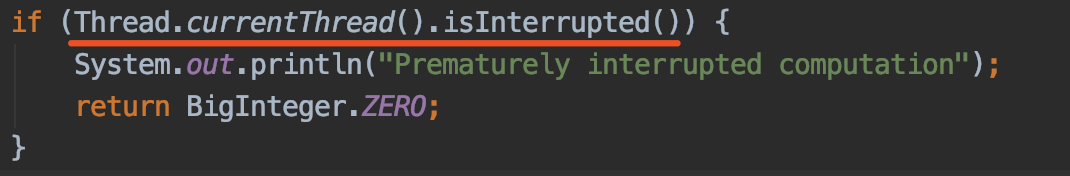 if (Thread.currentThread().isInterrupted()) {
System.out.println("Prematurely interrupted computation");
return BigInteger.ZERO;
}